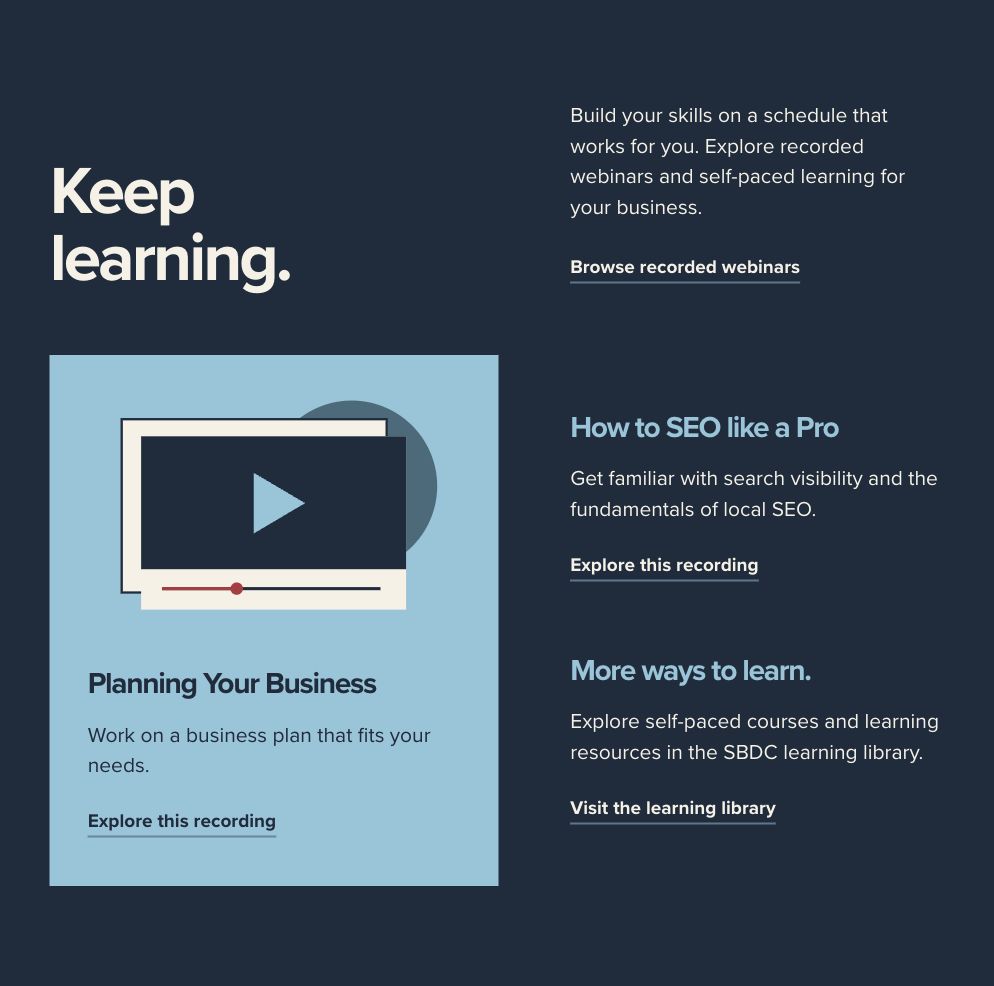 Keep
learning.
Build your skills on a schedule that
works for you. Explore recorded
webinars and self-paced learning for
your business.
Browse recorded webinars
Planning Your Business
Work on a business plan that fits your
needs.
Explore this recording
How to SEO like a Pro
Get familiar with search visibility and the
fundamentals of local SEO.
Explore this recording
More ways to learn.
Explore self-paced courses and learning
resources in the SBDC learning library.
Visit the learning library